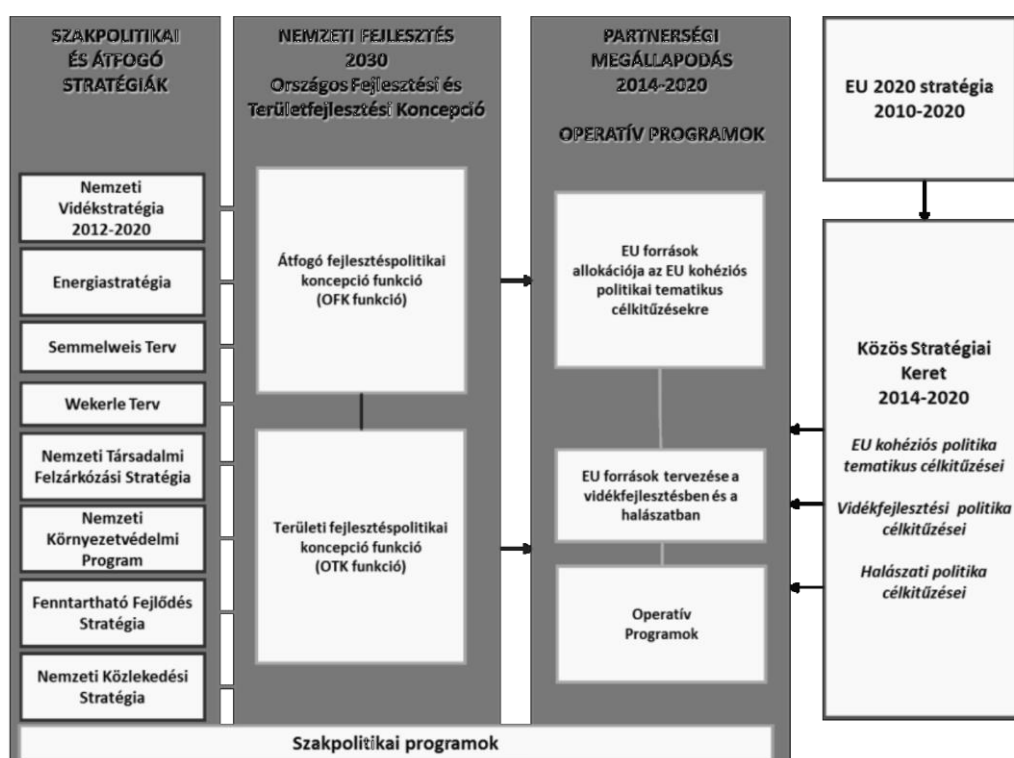 SZAKPOLITIKAI
ÉS ÁTFOGÓ
STRATÉGIÁK
Nemzeti
Vidékstratégia
2012-2020
Energiastratégia
Semmelweis Terv
Wekerle Terv
Nemzeti Társadalmi
Felzárkózási Stratégia
Nemzeti
Környezetvédelmi
Program
Fenntartható Fejlődés
Stratégia
Nemzeti Közlekedési
Stratégia
NEMZETI FEJLESZTÉS
2030
Országos Fejlesztési és
Területfejlesztési Koncepció
Átfogó fejlesztéspolitikai
koncepció funkció
(OFK funkció)
Területi fejlesztéspolitikai
koncepció funkció
(OTK funkció)
PARTNERSÉGI
MEGÁLLAPODÁS
2014-2020
OPERATÍV PROGRAMOK
EU források
allokációja az EU kohéziós
politikai tematikus
célkitűzésekre
EU források tervezése a
vidékfejlesztésben és a
halászatban
Operatív
Programok
EU 2020 stratégia
2010-2020
Közös Stratégiai
Keret
2014-2020
EU kohéziós politika
tematikus célkitűzései
Vidékfejlesztési politika
célkitűzései
Halászati politika
célkitűzései
Szakpolitikai programok